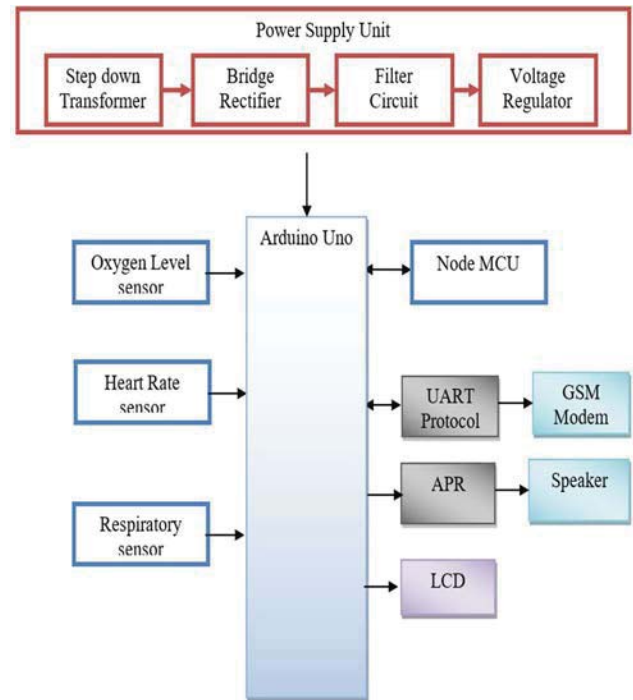 Power Supply Unit
Step down
Transformer
Bridge
Rectifier
Filter
Circuit
Voltage
Regulator
Arduino Uno
Oxygen Level
sensor
Heart Rate
sensor
Respiratory
sensor
Node MCU
UART
Protocol
GSM
Modem
APR
Speaker
LCD